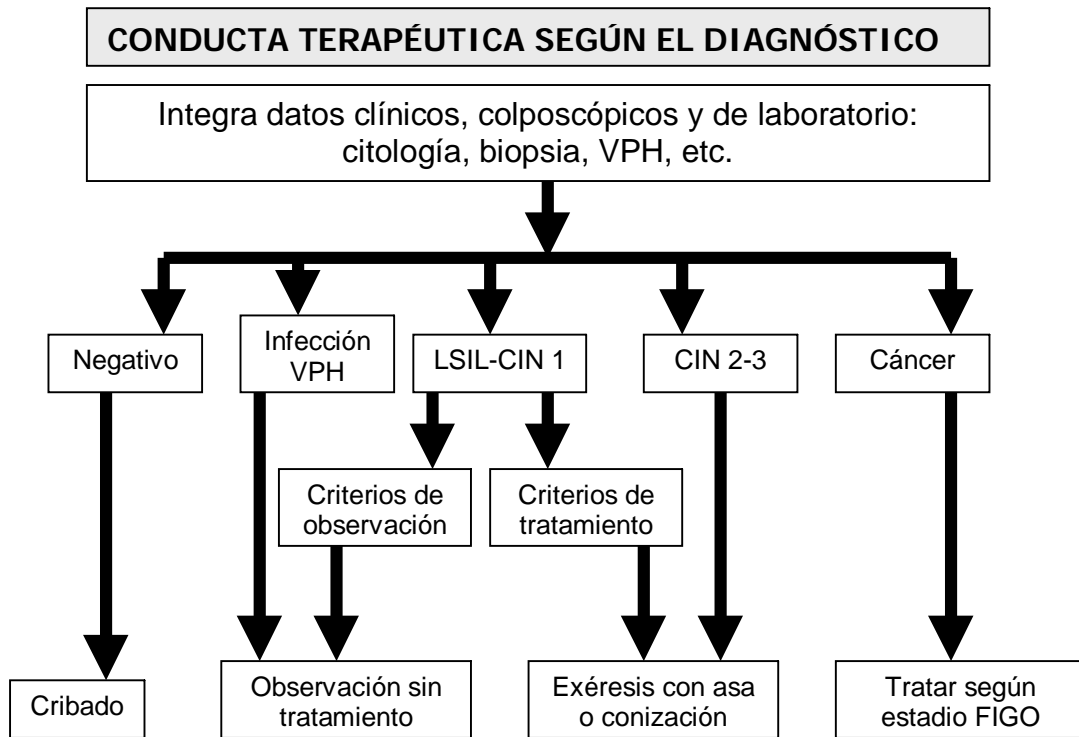 CONDUCTA TERAPÉUTICA SEGÚN EL DIAGNÓSTICO
Integra datos clínicos, colposcópicos y de laboratorio:
citología, biopsia, VPH, etc.
Negativo
Infección
VPH
LSIL-CIN 1
CIN 2-3
Cáncer
Criterios de
observación
Criterios de
tratamiento
Cribado
Observación sin
tratamiento
Exéresis con asa
o conización
Tratar según
estadio FIGO